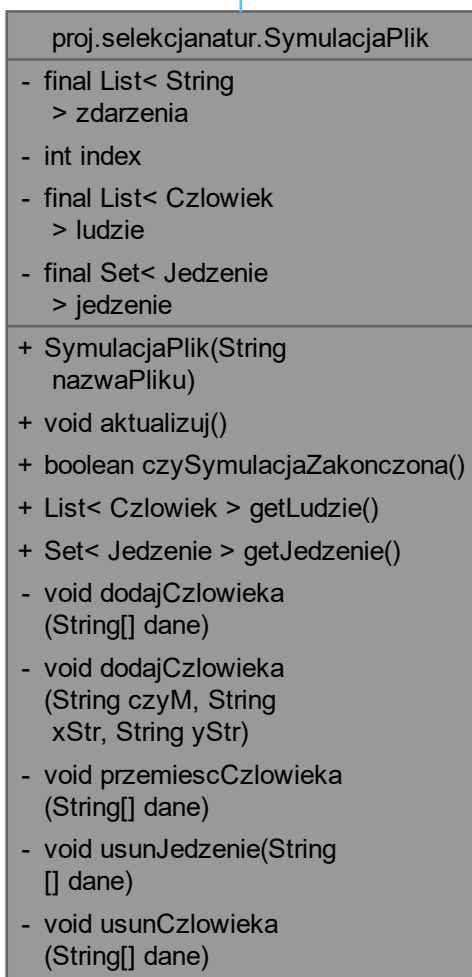 proj.selekcjanatur.SymulacjaPlik
- final List< String
> zdarzenia
- int index
- final List< Czlowiek
> ludzie
- final Set< Jedzenie
> jedzenie
+ SymulacjaPlik(String
nazwaPliku)
+ void aktualizuj()
+ boolean czySymulacjaZakonczona()
+ List< Czlowiek > getLudzie()
+ Set< Jedzenie > getJedzenie()
- void dodajCzlowieka
(String[] dane)
- void dodajCzlowieka
(String czyM, String
xStr, String yStr)
- void przemiescCzlowieka
(String[] dane)
- void usunJedzenie(String
[] dane)
- void usunCzlowieka
(String[] dane)